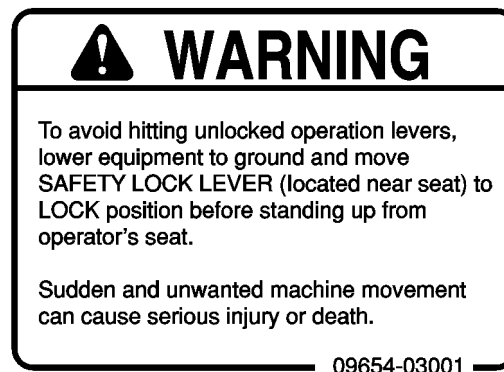 WARNING
To avoid hitting unlocked operation levers,
lower equipment to ground and move
SAFETY LOCK LEVER (located near seat) to
LOCK position before standing up from
operator's seat.
Sudden and unwanted machine movement
can cause serious injury or death.
09654-03001